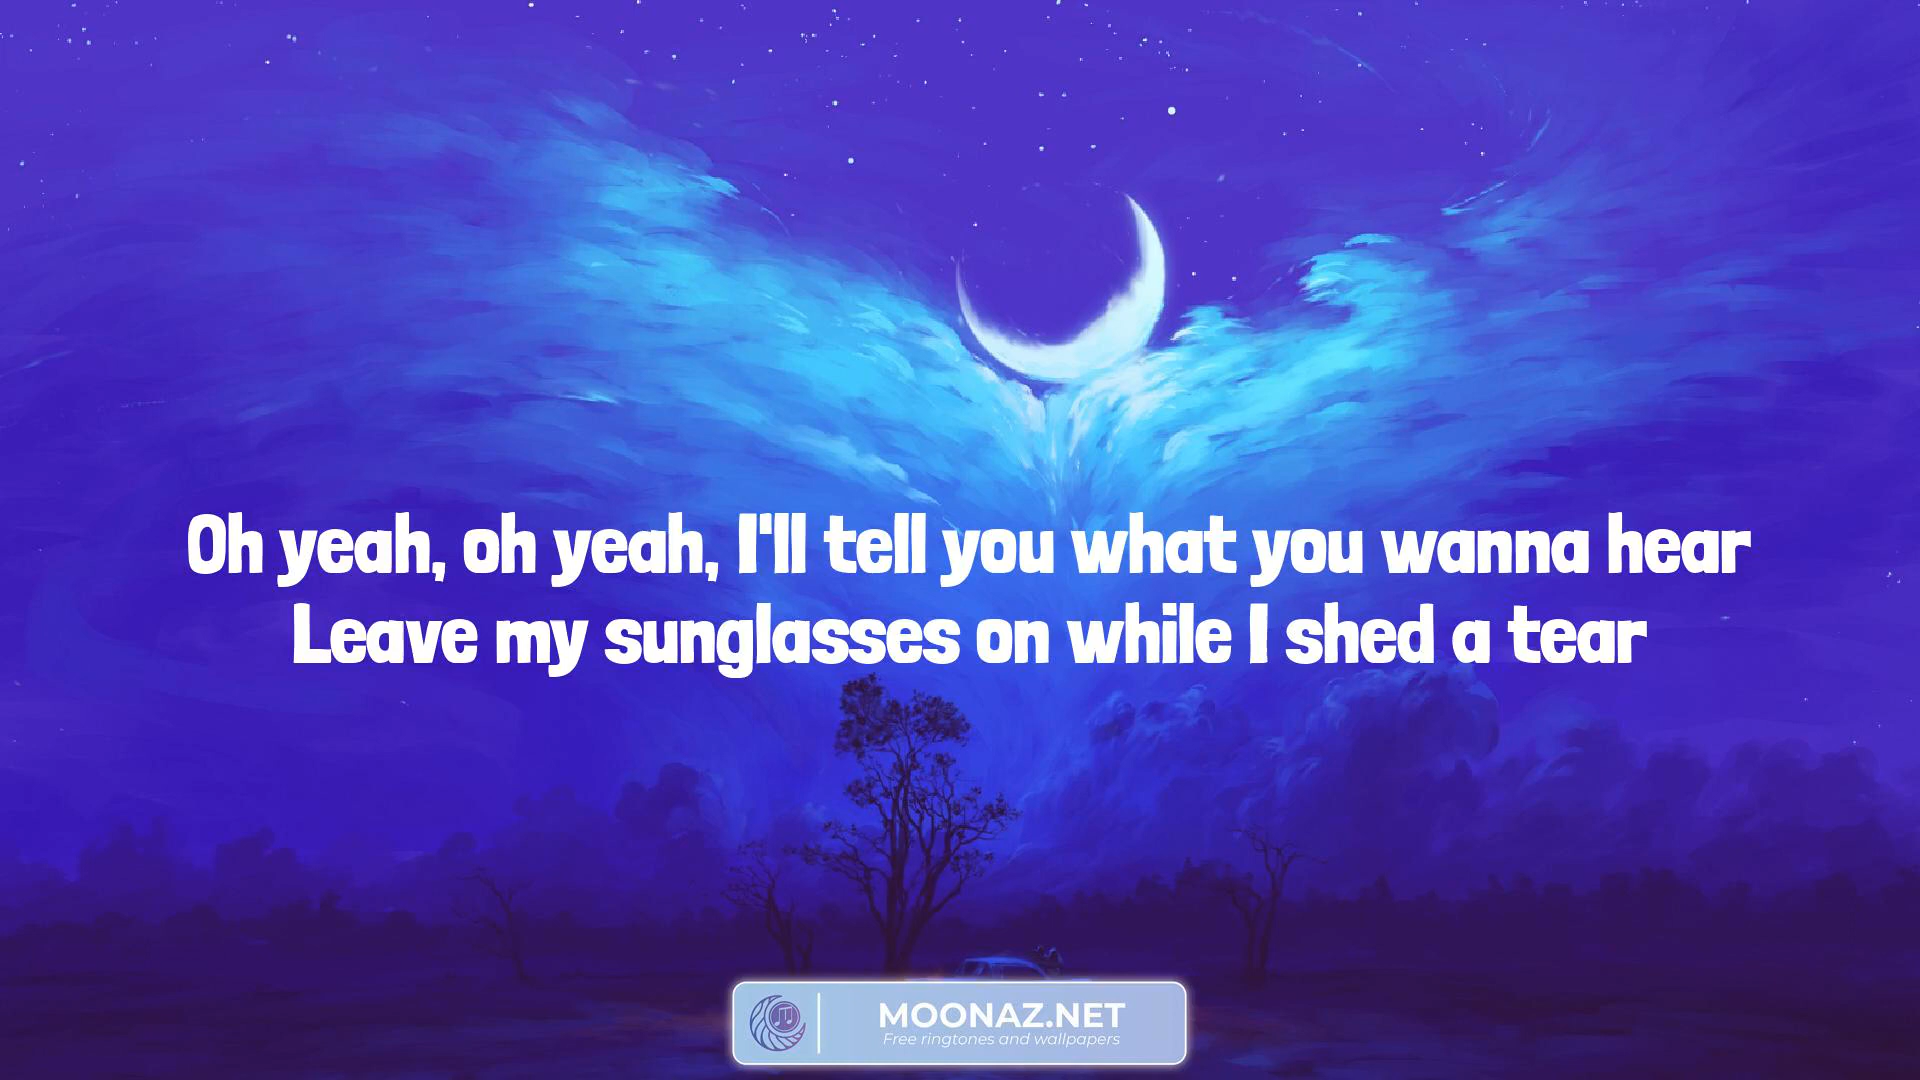 Oh yeah, oh yeah, I'll tell you what you wanna hear
Leave my sunglasses on while I shed a tear
MOONAZ.NET
Free ringtones and wallpapers